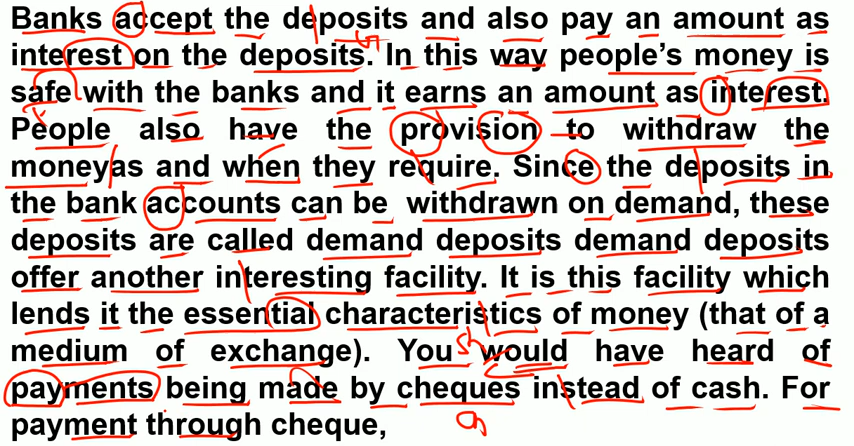 Banks accept the deposits and also pay an amount as
interest on the deposits. In this way people's money is
safe with the banks and it earns an amount as interest.
People also have the provision to withdraw the
moneyas and when they require. Since the deposits in
the bank accounts can be withdrawn on demand, these
deposits are called demand deposits demand deposits
offer another interesting facility. It is this facility which
lends it the essential characteristics of money (that of a
medium of exchange). You would have heard of
payments being made by cheques instead of cash. For
payment through cheque,